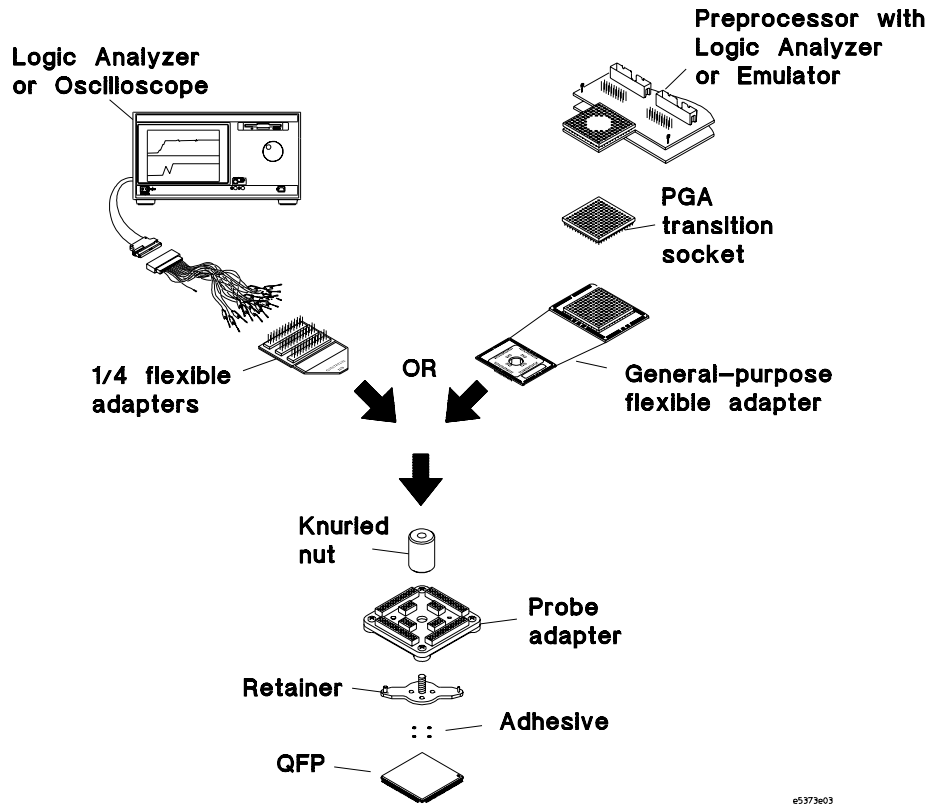 Preprocessor with
Logic Analyzer
or Emulator
Logic Analyzer
or Oscilloscope
PGA
transition
socket
1/4 flexible
adapters
OR
General-purpose
flexible adapter
Knurled
nut
Probe
adapter
Retainer
Adhesive
QFP
e5373e03